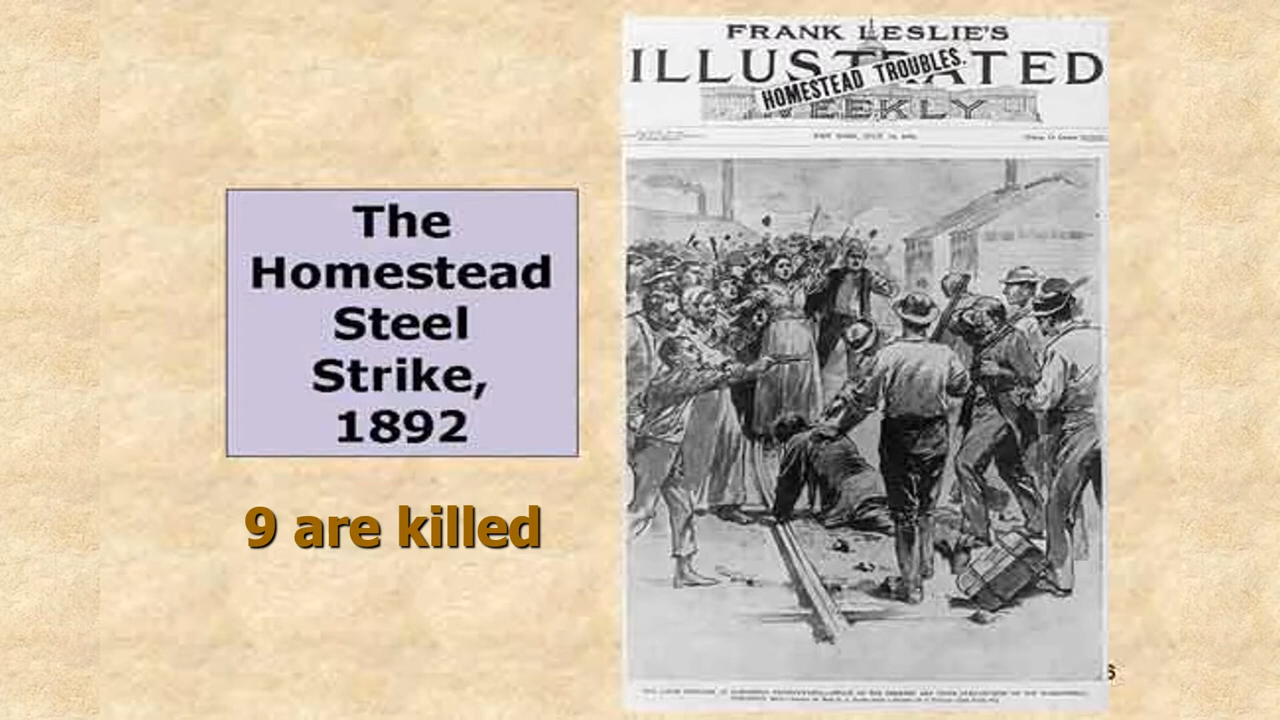 The
Homestead
Steel
Strike,
1892
9 are killed
FRANK LESLIE'S
ILLUSTRATED
HOMESTEAD TROUBLES.
WEEKLY